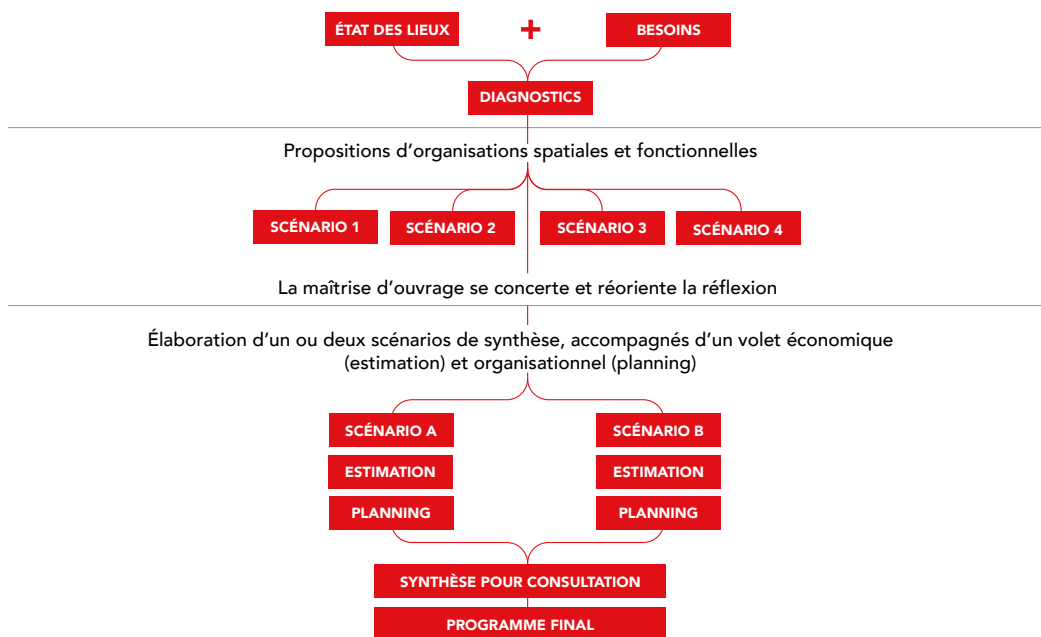 ÉTAT DES LIEUX + BESOINS
DIAGNOSTICS
Propositions d'organisations spatiales et fonctionnelles
SCÉNARIO 1 SCÉNARIO 2 SCÉNARIO 3 SCÉNARIO 4
La maîtrise d'ouvrage se concerte et réoriente la réflexion
Élaboration d'un ou deux scénarios de synthèse, accompagnés d'un volet économique
(estimation) et organisationnel (planning)
SCÉNARIO A SCÉNARIO B
ESTIMATION ESTIMATION
PLANNING PLANNING
SYNTHÈSE POUR CONSULTATION
PROGRAMME FINAL